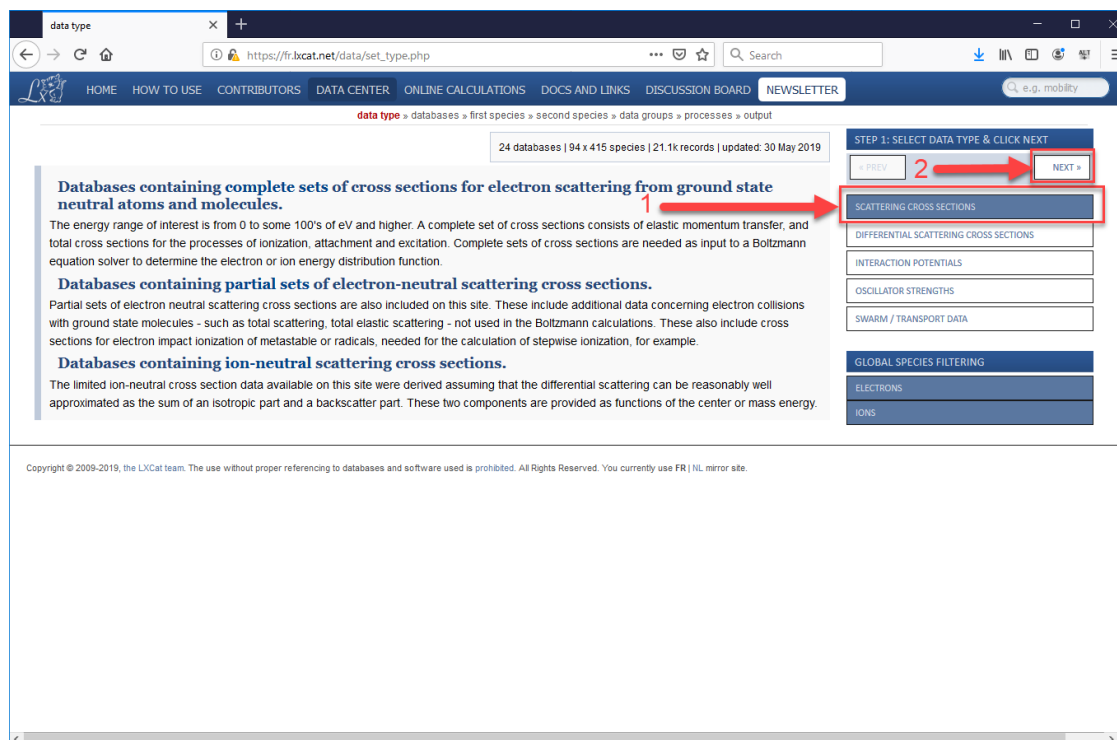 data type
https://fr.lxcat.net/data/set_type.php
Search
HOME HOW TO USE CONTRIBUTORS DATA CENTER ONLINE CALCULATIONS DOCS AND LINKS DISCUSSION BOARD NEWSLETTER
e.g. mobility
data type » databases » first species » second species » data groups » processes » output
24 databases | 94 x 415 species | 21.1k records | updated: 30 May 2019
STEP 1: SELECT DATA TYPE & CLICK NEXT
« PREV
2
NEXT »
Databases containing complete sets of cross sections for electron scattering from ground state
neutral atoms and molecules.
1
SCATTERING CROSS SECTIONS
The energy range of interest is from 0 to some 100's of eV and higher. A complete set of cross sections consists of elastic momentum transfer, and
total cross sections for the processes of ionization, attachment and excitation. Complete sets of cross sections are needed as input to a Boltzmann
equation solver to determine the electron or ion energy distribution function.
DIFFERENTIAL SCATTERING CROSS SECTIONS
INTERACTION POTENTIALS
OSCILLATOR STRENGTHS
SWARM / TRANSPORT DATA
Databases containing partial sets of electron-neutral scattering cross sections.
Partial sets of electron neutral scattering cross sections are also included on this site. These include additional data concerning electron collisions
with ground state molecules - such as total scattering, total elastic scattering - not used in the Boltzmann calculations. These also include cross
sections for electron impact ionization of metastable or radicals, needed for the calculation of stepwise ionization, for example.
Databases containing ion-neutral scattering cross sections.
The limited ion-neutral cross section data available on this site were derived assuming that the differential scattering can be reasonably well
approximated as the sum of an isotropic part and a backscatter part. These two components are provided as functions of the center or mass energy.
GLOBAL SPECIES FILTERING
ELECTRONS
IONS
Copyright © 2009-2019, the LXCat team. The use without proper referencing to databases and software used is prohibited. All Rights Reserved. You currently use FR | NL mirror site.